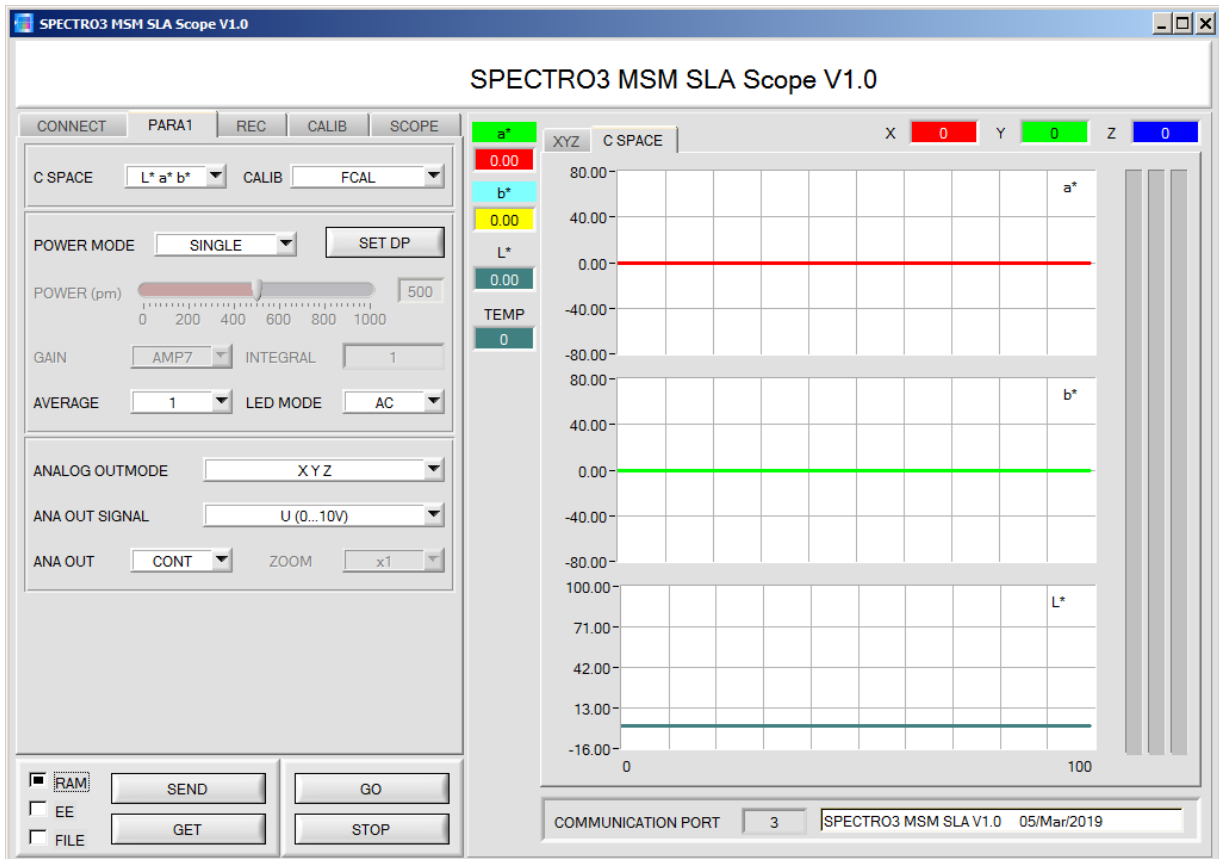 SPECTRO3 MSM SLA Scope V1.0
SPECTRO3 MSM SLA Scope V1.0
CONNECT PARA1 REC CALIB SCOPE
C SPACE L* a* b* CALIB FCAL
POWER MODE SINGLE SET DP
POWER (pm) 500
0 200 400 600 800 1000
GAIN AMP7 INTEGRAL 1
AVERAGE 1 LED MODE AC
ANALOG OUTMODE X Y Z
ANA OUT SIGNAL U (0...10V)
ANA OUT CONT ZOOM x1
RAM
EE
FILE
SEND
GET
GO
STOP
a*
0.00
b*
0.00
L*
0.00
TEMP
0
XYZ C SPACE X 0 Y 0 Z 0
80.00
40.00
0.00
-40.00
-80.00
a*
80.00
40.00
0.00
-40.00
-80.00
b*
100.00
71.00
42.00
13.00
-16.00
L*
0 100
COMMUNICATION PORT 3 SPECTRO3 MSM SLA V1.0 05/Mar/2019